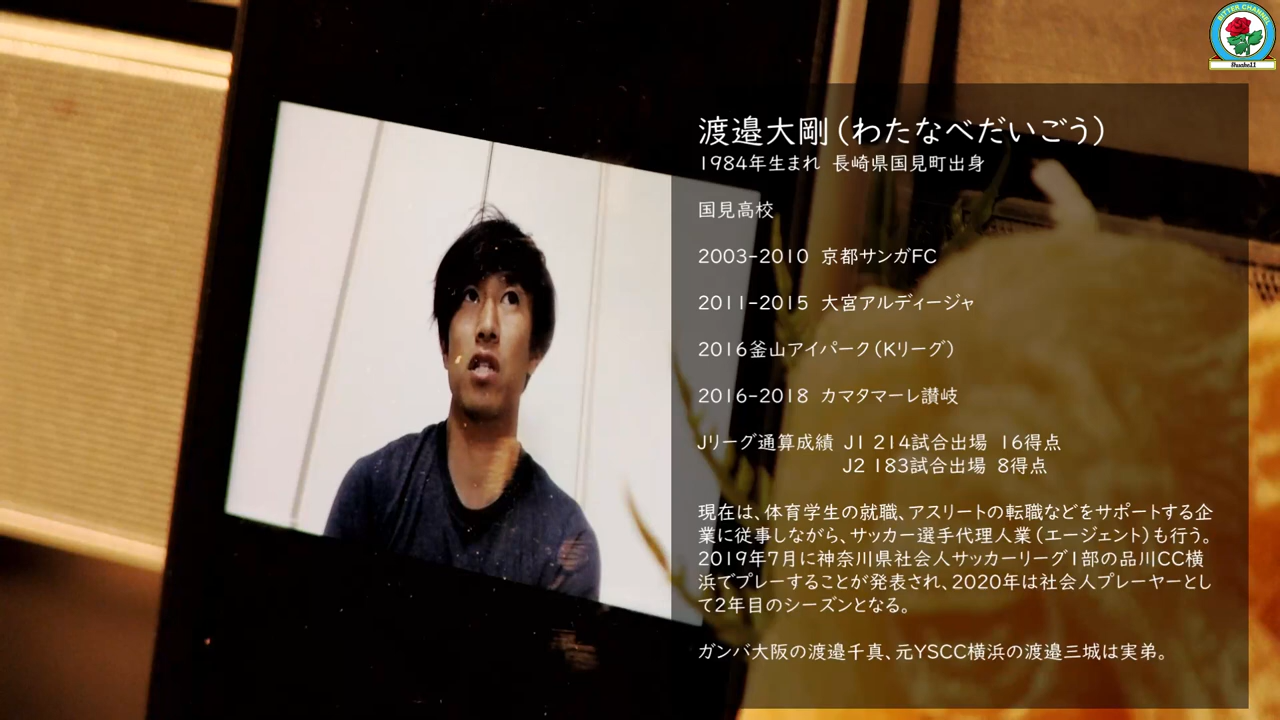 BITTER CHANNEL
渡邉大剛(わたなべだいごう)
1984年生まれ 長崎県国見町出身
国見高校
2003-2010 京都サンガFC
2011-2015 大宮アルディージャ
2016釜山アイパーク(Kリーグ)
2016-2018 カマタマーレ讃岐
Jリーグ通算成績 J1 214試合出場 16得点
J2 183試合出場 8得点
現在は、体育学生の就職、アスリートの転職などをサポートする企
業に従事しながら、サッカー選手代理人業(エージェント)も行う。
2019年7月に神奈川県社会人サッカーリーグ1部の品川CC横
浜でプレーすることが発表され、2020年は社会人プレーヤーとし
て2年目のシーズンとなる。
ガンバ大阪の渡邉千真、元YSCC横浜の渡邉三城は実弟。